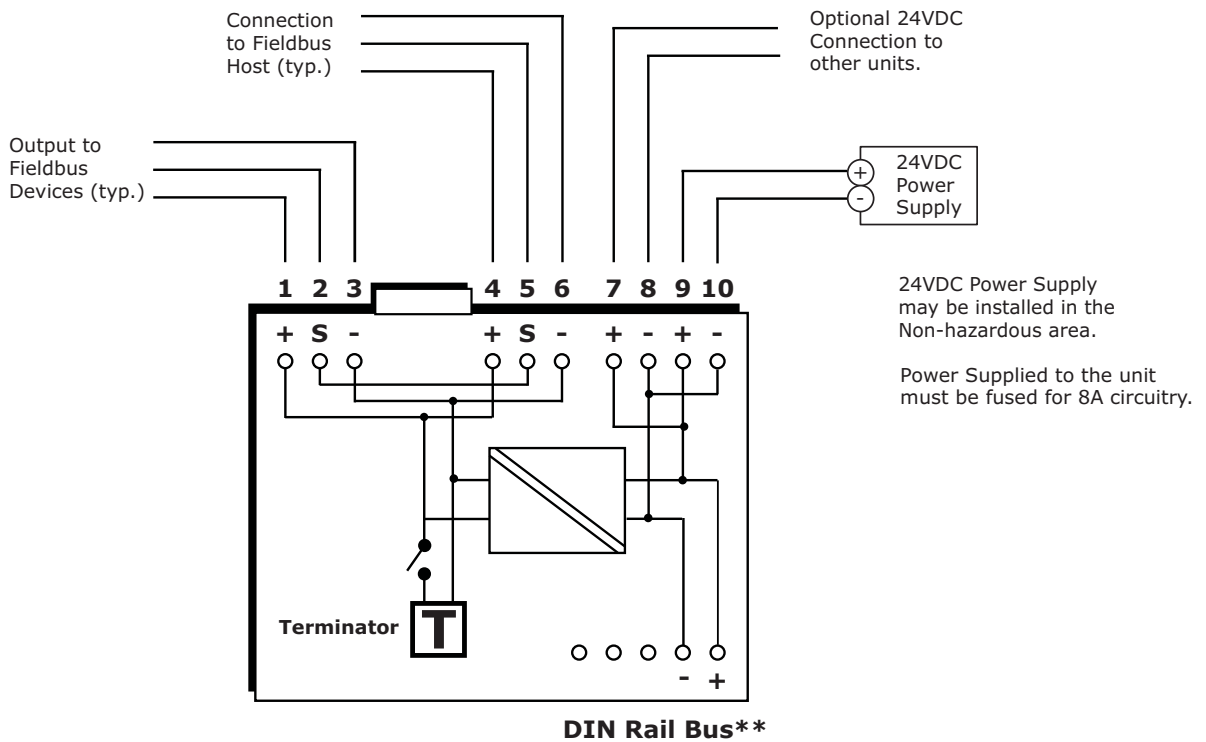 Connection
to Fieldbus
Host (typ.)
Optional 24VDC
Connection to
other units.
Output to
Fieldbus
Devices (typ.)
+
-
24VDC
Power
Supply
1 2 3 4 5 6 7 8 9 10
24VDC Power Supply
may be installed in the
Non-hazardous area.
Power Supplied to the unit
must be fused for 8A circuitry.
+ S - + S - + - + -
Terminator T
- +
DIN Rail Bus**